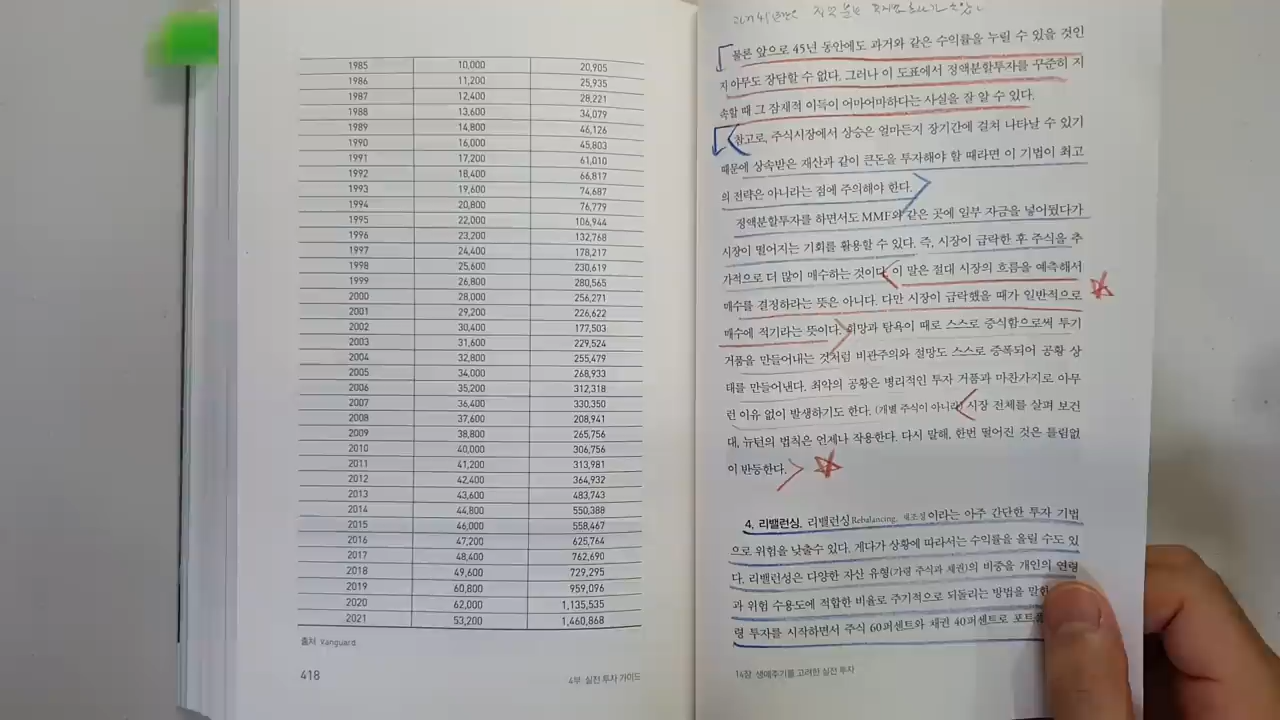 1985 10,000 20,905
1986 11,200 25,935
1987 12,400 28,221
1988 13,600 34,079
1989 14,800 46,126
1990 16,000 45,803
1991 17,200 61,010
1992 18,400 66,817
1993 19,600 74,687
1994 20,800 76,779
1995 22,000 106,944
1996 23,200 132,768
1997 24,400 178,217
1998 25,600 230,619
1999 26,800 280,565
2000 28,000 256,271
2001 29,200 226,622
2002 30,400 177,503
2003 31,600 229,524
2004 32,800 255,479
2005 34,000 268,933
2006 35,200 312,318
2007 36,400 330,350
2008 37,600 208,941
2009 38,800 265,756
2010 40,000 306,756
2011 41,200 313,981
2012 42,400 364,932
2013 43,600 483,743
2014 44,800 550,388
2015 46,000 558,467
2016 47,200 625,764
2017 48,400 762,690
2018 49,600 729,295
2019 60,800 959,096
2020 62,000 1,135,535
2021 53,200 1,460,868
출처 Vanguard
418
4부 실전 투자 가이드
물론 앞으로 45년 동안에도 과거와 같은 수익률을 누릴 수 있을 것인
지 아무도 장담할 수 없다. 그러나 이 도표에서 정액분할투자를 꾸준히 지
속할 때 그 잠재적 이득이 어마어마하다는 사실을 잘 알 수 있다.
참고로, 주식시장에서 상승은 얼마든지 장기간에 걸쳐 나타날 수 있기
때문에 상속받은 재산과 같이 큰돈을 투자해야 할 때라면 이 기법이 최고
의 전략은 아니라는 점에 주의해야 한다.
정액분할투자를 하면서도 MMF와 같은 곳에 일부 자금을 넣어뒀다가
시장이 떨어지는 기회를 활용할 수 있다. 즉, 시장이 급락한 후 주식을 추
가적으로 더 많이 매수하는 것이다. 이 말은 절대 시장의 흐름을 예측해서
매수를 결정하라는 뜻은 아니다. 다만 시장이 급락했을 때가 일반적으로
매수에 적기라는 뜻이다. 희망과 탐욕이 때로 스스로 증식함으로써 투기
거품을 만들어내는 것처럼 비관주의와 절망도 스스로 증폭되어 공황 상
태를 만들어낸다. 최악의 공황은 병리적인 투자 거품과 마찬가지로 아무
런 이유 없이 발생하기도 한다. (개별 주식이 아니라) 시장 전체를 살펴 보건
대, 뉴턴의 법칙은 언제나 작용한다. 다시 말해, 한번 떨어진 것은 틀림없
이 반등한다.
4. 리밸런싱. 리밸런싱Rebalancing, 재조정이라는 아주 간단한 투자 기법
으로 위험을 낮출수 있다. 게다가 상황에 따라서는 수익률을 올릴 수도 있
다. 리밸런싱은 다양한 자산 유형(가령 주식과 채권)의 비중을 개인의 연령
과 위험 수용도에 적합한 비율로 주기적으로 되돌리는 방법을 말한
령 투자를 시작하면서 주식 60퍼센트와 채권 40퍼센트로 포트폴
14장 생애주기를 고려한 실전 투자